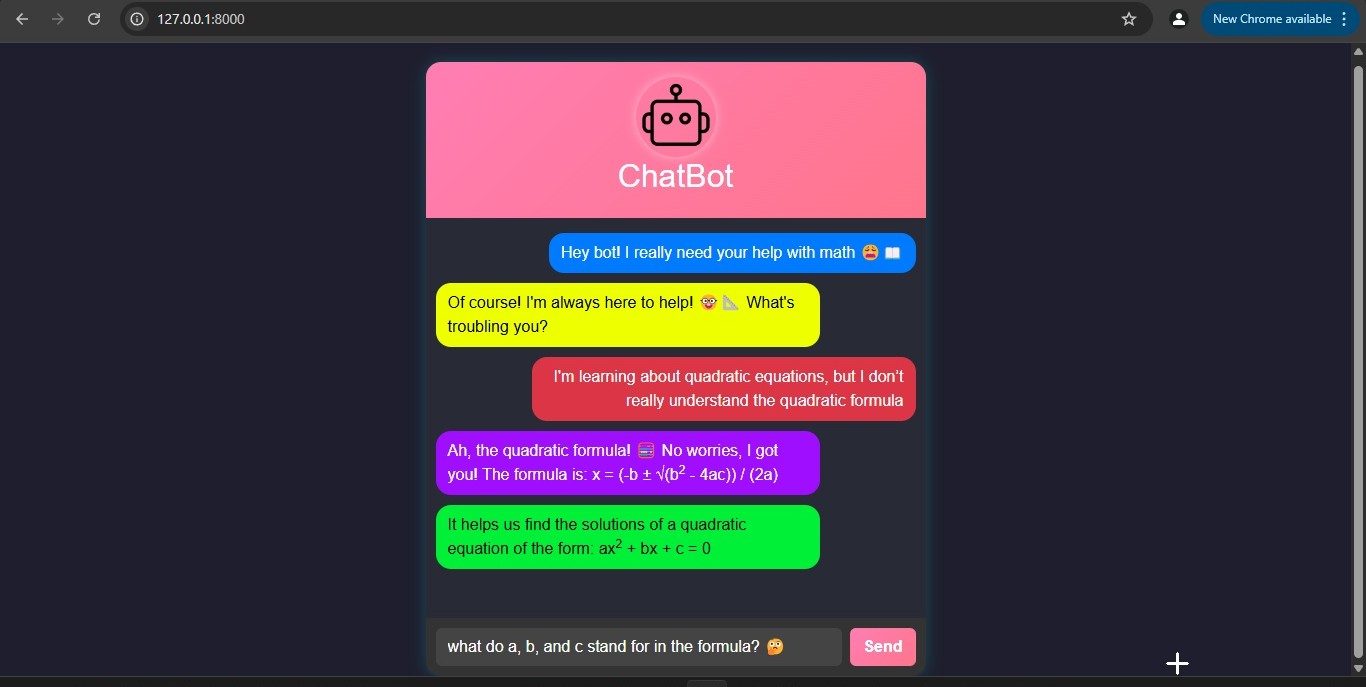 127.0.0.1:8000
New Chrome available
ChatBot
Hey bot! I really need your help with math 😩 📖
Of course! I'm always here to help! 🤓 📐 What's
troubling you?
I'm learning about quadratic equations, but I don't
really understand the quadratic formula
Ah, the quadratic formula! 🧮 No worries, I got
you! The formula is: x = (-b ± √(b² - 4ac)) / (2a)
It helps us find the solutions of a quadratic
equation of the form: ax² + bx + c = 0
what do a, b, and c stand for in the formula? 🤔
Send